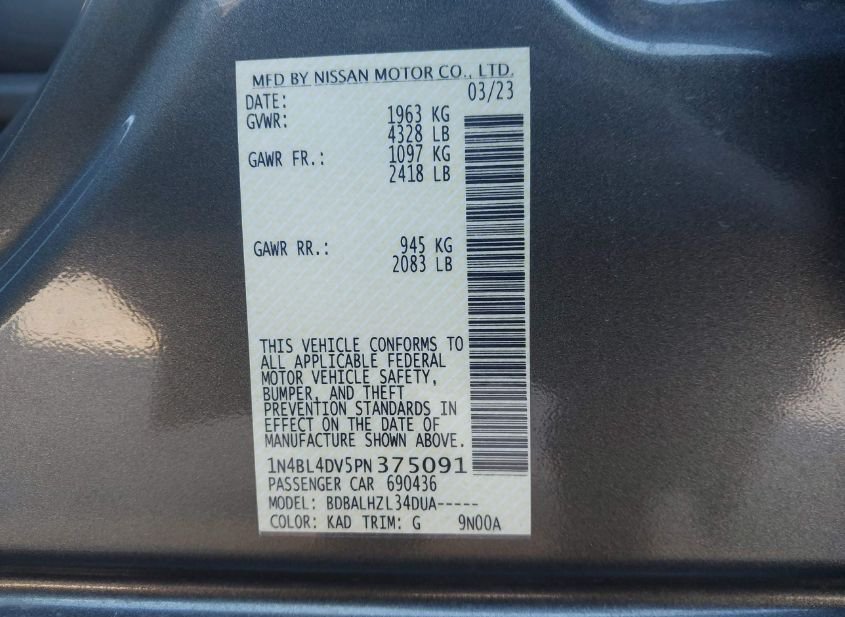 MFD BY NISSAN MOTOR CO., LTD.
DATE: 03/23
GVWR: 1963 KG
4328 LB
GAWR FR.: 1097 KG
2418 LB
GAWR RR.: 945 KG
2083 LB
THIS VEHICLE CONFORMS TO
ALL APPLICABLE FEDERAL
MOTOR VEHICLE SAFETY,
BUMPER, AND THEFT
PREVENTION STANDARDS IN
EFFECT ON THE DATE OF
MANUFACTURE SHOWN ABOVE.
1N4BL4DV5PN375091
PASSENGER CAR 690436
MODEL: BDBALHZL34DUA-----
COLOR: KAD TRIM: G 9N00A